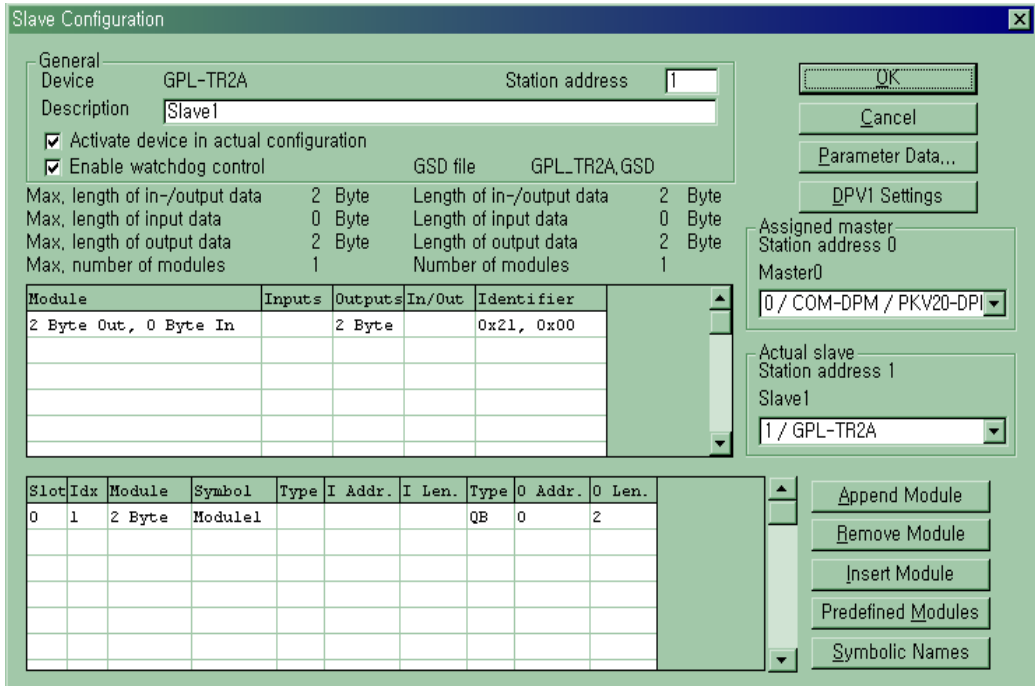 Slave Configuration
General
Device GPL-TR2A Station address 1
Description Slave1
Activate device in actual configuration
Enable watchdog control GSD file GPL_TR2A,GSD
Max, length of in-/output data 2 Byte Length of in-/output data 2 Byte
Max, length of input data 0 Byte Length of input data 0 Byte
Max, length of output data 2 Byte Length of output data 2 Byte
Max, number of modules 1 Number of modules 1
OK
Cancel
Parameter Data,,,
DPV1 Settings
Assigned master
Station address 0
Master0
0 / COM-DPM / PKV20-DPI
Module Inputs Outputs In/Out Identifier
2 Byte Out, 0 Byte In 2 Byte 0x21, 0x00
Actual slave
Station address 1
Slave1
1 / GPL-TR2A
Slot Idx Module Symbol Type I Addr. I Len. Type O Addr. O Len.
0 1 2 Byte Module1 QB 0 2
Append Module
Remove Module
Insert Module
Predefined Modules
Symbolic Names